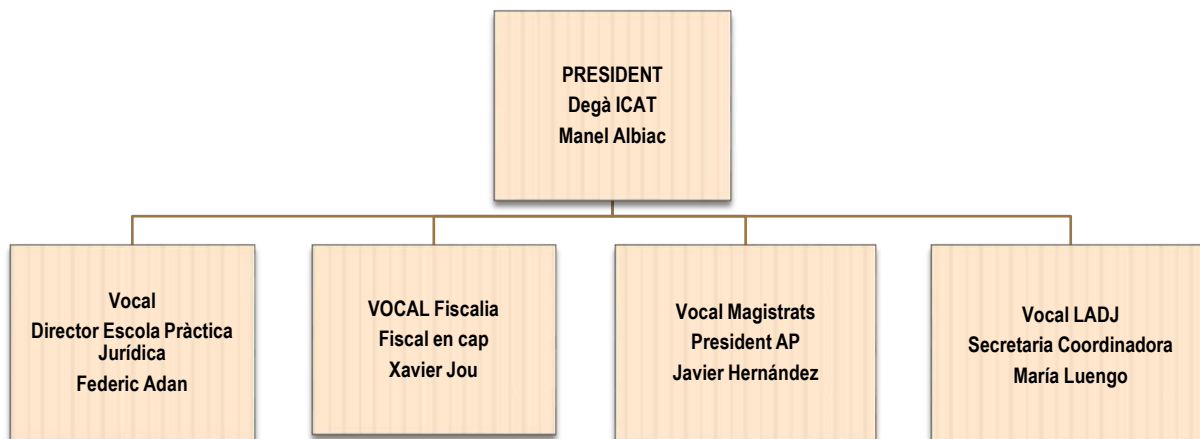 PRESIDENT
Degà ICAT
Manel Albiac
Vocal
Director Escola Pràctica
Jurídica
Federic Adan
VOCAL Fiscalia
Fiscal en cap
Xavier Jou
Vocal Magistrats
President AP
Javier Hernández
Vocal LADJ
Secretaria Coordinadora
María Luengo